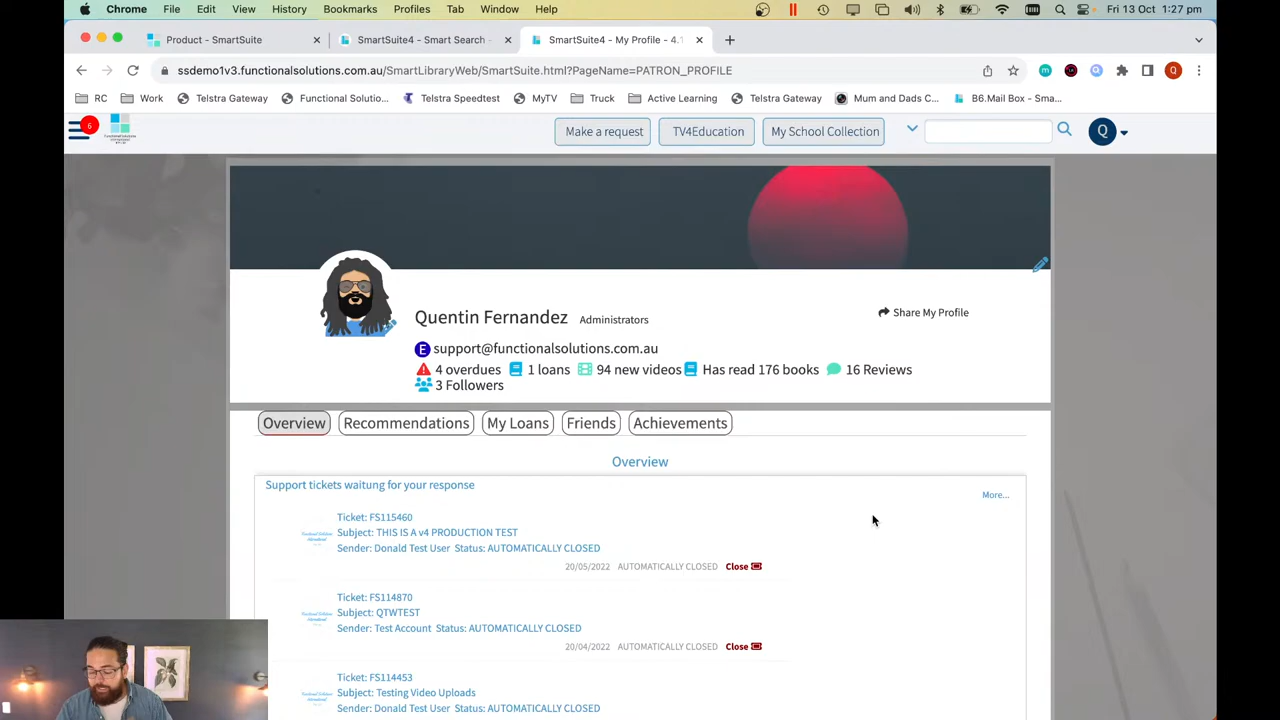 Chrome File Edit View History Bookmarks Profiles Tab Window Help Fri 13 Oct 1:27 pm
Product - SmartSuite SmartSuite4 - Smart Search - SmartSuite4 - My Profile - 4.1
ssdemo1v3.functionalsolutions.com.au/SmartLibraryWeb/SmartSuite.html?PageName=PATRON_PROFILE Q
RC Work Telstra Gateway Functional Solutio... Telstra Speedtest MyTV Truck Active Learning Telstra Gateway Mum and Dads C... B6.Mail Box - Sma...
6 Make a request TV4Education My School Collection Q
Quentin Fernandez Administrators Share My Profile
E support@functionalsolutions.com.au
4 overdues 1 loans 94 new videos Has read 176 books 16 Reviews
3 Followers
Overview Recommendations My Loans Friends Achievements
Overview
Support tickets waitung for your response
More...
Ticket: FS115460
Subject: THIS IS A v4 PRODUCTION TEST
Sender: Donald Test User Status: AUTOMATICALLY CLOSED
20/05/2022 AUTOMATICALLY CLOSED Close
Ticket: FS114870
Subject: QTWTEST
Sender: Test Account Status: AUTOMATICALLY CLOSED
20/04/2022 AUTOMATICALLY CLOSED Close
Ticket: FS114453
Subject: Testing Video Uploads
Sender: Donald Test User Status: AUTOMATICALLY CLOSED